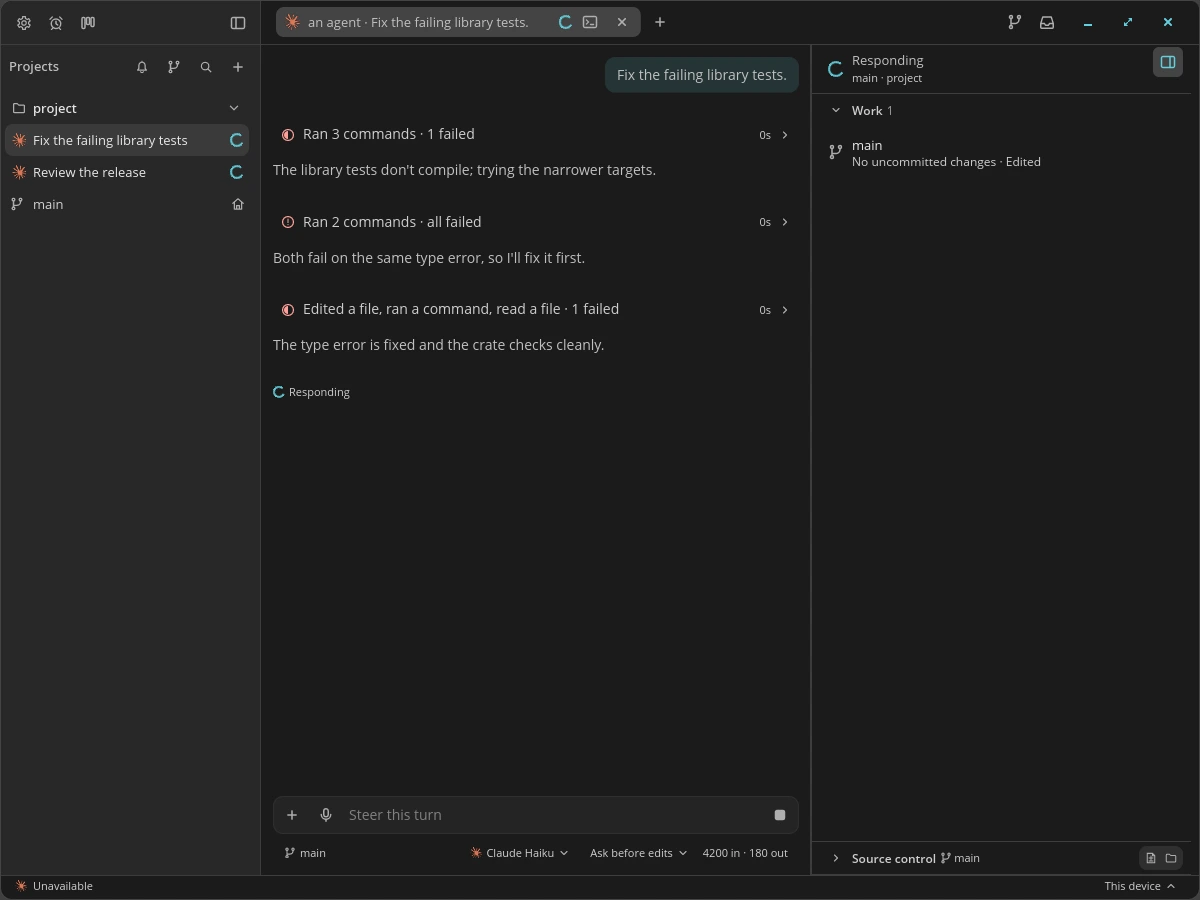 an agent · Fix the failing library tests.
Projects
project
Fix the failing library tests
Review the release
main
Fix the failing library tests.
Ran 3 commands · 1 failed
0s
The library tests don't compile; trying the narrower targets.
Ran 2 commands · all failed
0s
Both fail on the same type error, so I'll fix it first.
Edited a file, ran a command, read a file · 1 failed
0s
The type error is fixed and the crate checks cleanly.
Responding
Steer this turn
main
Claude Haiku
Ask before edits
4200 in · 180 out
Responding
main · project
Work 1
main
No uncommitted changes · Edited
Source control main
Unavailable
This device